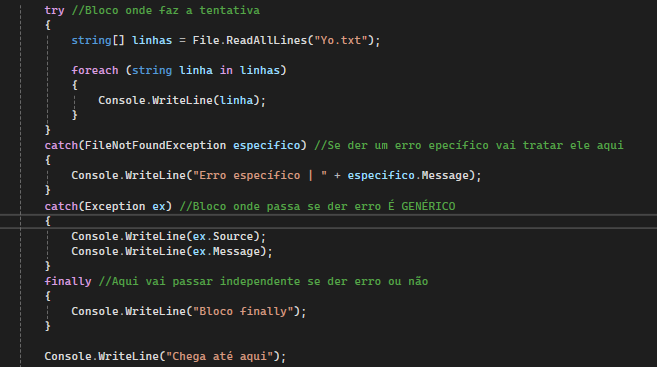 try //Bloco onde faz a tentativa
{
string[] linhas = File.ReadAllLines("Yo.txt");
foreach (string linha in linhas)
{
Console.WriteLine(linha);
}
}
catch(FileNotFoundException especifico) //Se der um erro epecífico vai tratar ele aqui
{
Console.WriteLine("Erro específico | " + especifico.Message);
}
catch(Exception ex) //Bloco onde passa se der erro É GENÉRICO
{
Console.WriteLine(ex.Source);
Console.WriteLine(ex.Message);
}
finally //Aqui vai passar independente se der erro ou não
{
Console.WriteLine("Bloco finally");
}
Console.WriteLine("Chega até aqui");